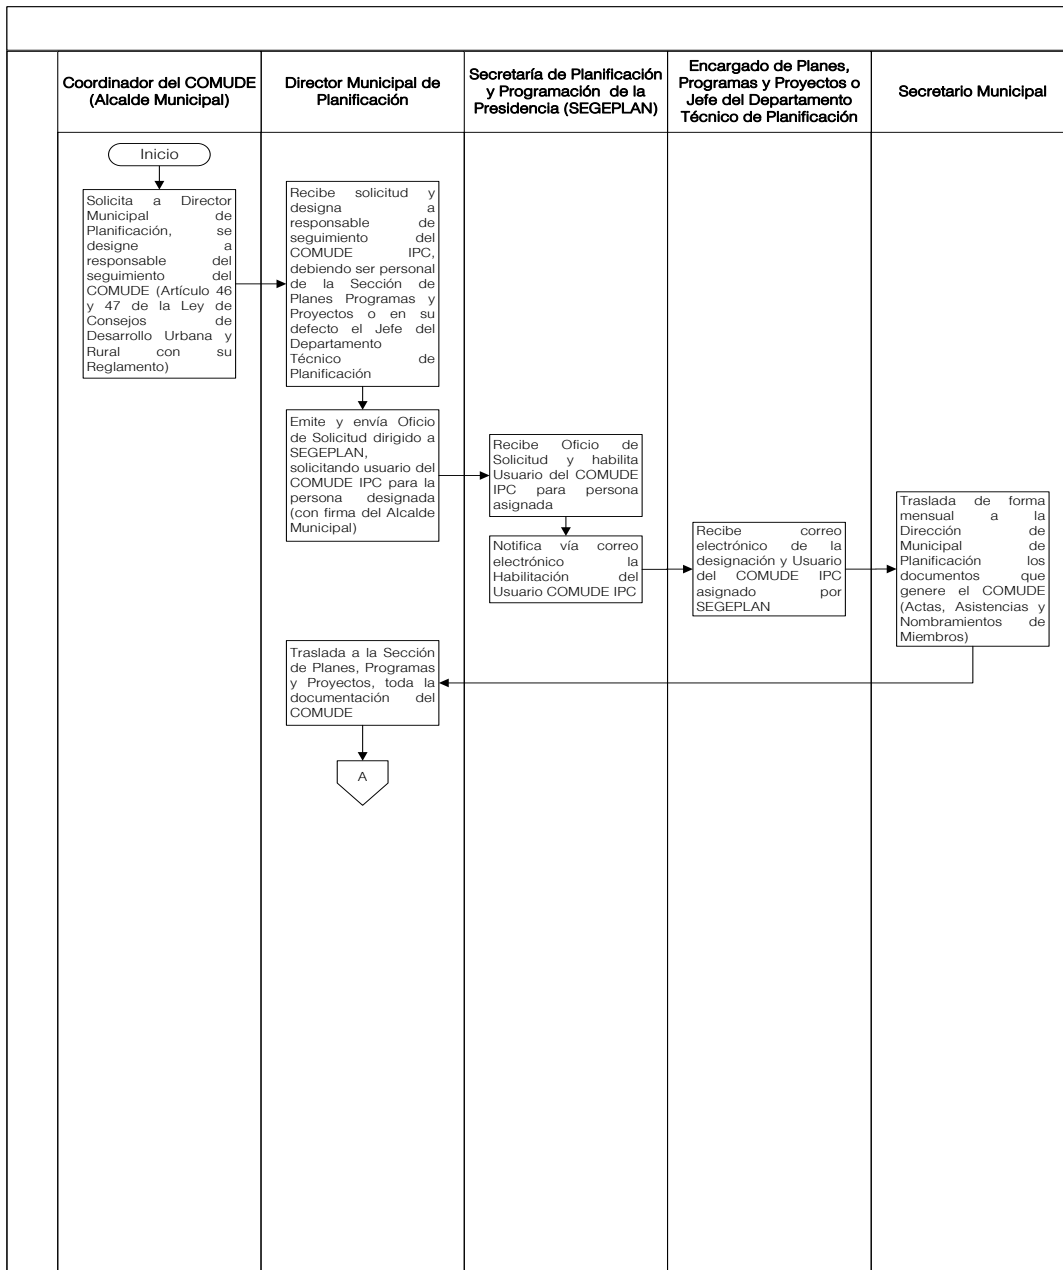 Coordinador del COMUDE
(Alcalde Municipal)
Director Municipal de
Planificación
Secretaría de Planificación
y Programación de la
Presidencia (SEGEPLAN)
Encargado de Planes,
Programas y Proyectos o
Jefe del Departamento
Técnico de Planificación
Secretario Municipal
Inicio
Solicita a Director
Municipal de
Planificación, se
designe a
responsable del
seguimiento del
COMUDE (Artículo 46
y 47 de la Ley de
Consejos de
Desarrollo Urbana y
Rural con su
Reglamento)
Recibe solicitud y
designa a
responsable de
seguimiento del
COMUDE IPC,
debiendo ser personal
de la Sección de
Planes Programas y
Proyectos o en su
defecto el Jefe del
Departamento
Técnico de
Planificación
Emite y envía Oficio
de Solicitud dirigido a
SEGEPLAN,
solicitando usuario del
COMUDE IPC para la
persona designada
(con firma del Alcalde
Municipal)
Recibe Oficio de
Solicitud y habilita
Usuario del COMUDE
IPC para persona
asignada
Notifica vía correo
electrónico la
Habilitación del
Usuario COMUDE IPC
Recibe correo
electrónico de la
designación y Usuario
del COMUDE IPC
asignado por
SEGEPLAN
Traslada de forma
mensual a la
Dirección de
Municipal de
Planificación los
documentos que
genere el COMUDE
(Actas, Asistencias y
Nombramientos de
Miembros)
Traslada a la Sección
de Planes, Programas
y Proyectos, toda la
documentación del
COMUDE
A